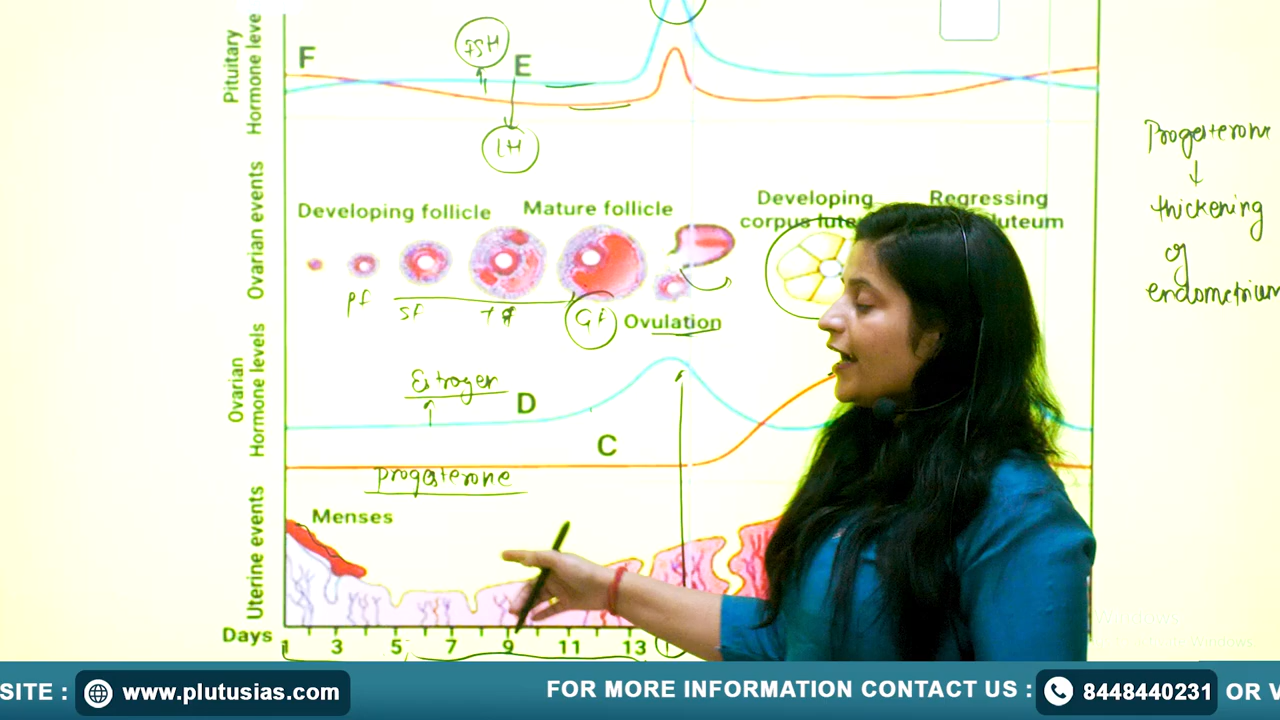 Pituitary
Hormone leve
F
FSH
E
LH
Progesterone
thickening
of
endometrium
Ovarian events
Developing follicle
Mature follicle
Developing
corpus lute
Regressing
luteum
PF
SF
TF
GF
Ovulation
Ovarian
Hormone levels
Estrogen
D
C
Progesterone
Uterine events
Menses
Days
1 3 5 7 9 11 13
SITE :
www.plutusias.com
FOR MORE INFORMATION CONTACT US :
8448440231
OR V